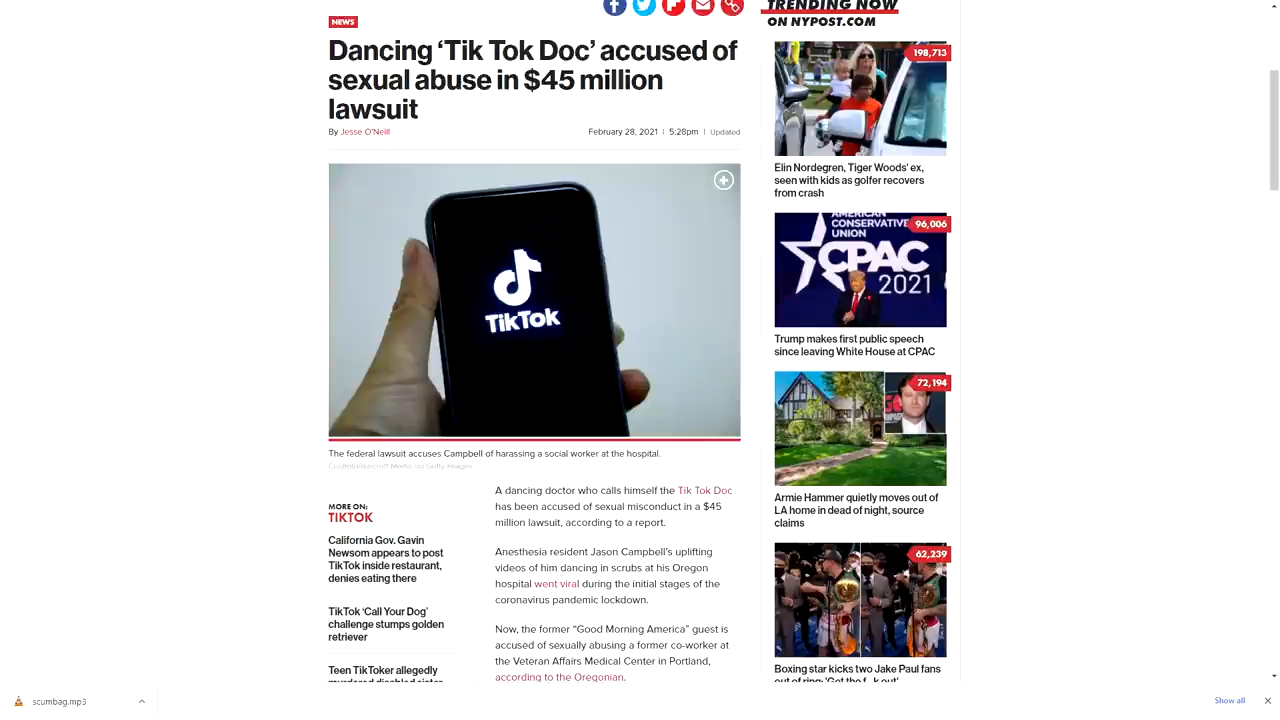 TRENDING NOW
ON NYPOST.COM
NEWS
Dancing ‘Tik Tok Doc’ accused of
sexual abuse in $45 million
lawsuit
By Jesse O’Neill
February 28, 2021 | 5:28pm | Updated
TikTok
The federal lawsuit accuses Campbell of harassing a social worker at the hospital.
MORE ON:
TIKTOK
California Gov. Gavin
Newsom appears to post
TikTok inside restaurant,
denies eating there
TikTok ‘Call Your Dog’
challenge stumps golden
retriever
Teen TikToker allegedly
murdered disabled sister
A dancing doctor who calls himself the Tik Tok Doc
has been accused of sexual misconduct in a $45
million lawsuit, according to a report.
Anesthesia resident Jason Campbell’s uplifting
videos of him dancing in scrubs at his Oregon
hospital went viral during the initial stages of the
coronavirus pandemic lockdown.
Now, the former “Good Morning America” guest is
accused of sexually abusing a former co-worker at
the Veteran Affairs Medical Center in Portland,
according to the Oregonian.
198,713
Elin Nordegren, Tiger Woods’ ex,
seen with kids as golfer recovers
from crash
AMERICAN
CONSERVATIVE
UNION
96,006
CPAC
2021
Trump makes first public speech
since leaving White House at CPAC
72,194
Armie Hammer quietly moves out of
LA home in dead of night, source
claims
62,239
Boxing star kicks two Jake Paul fans
out of ring: ‘Get the f--k out’
scumbag.mp3
Show all